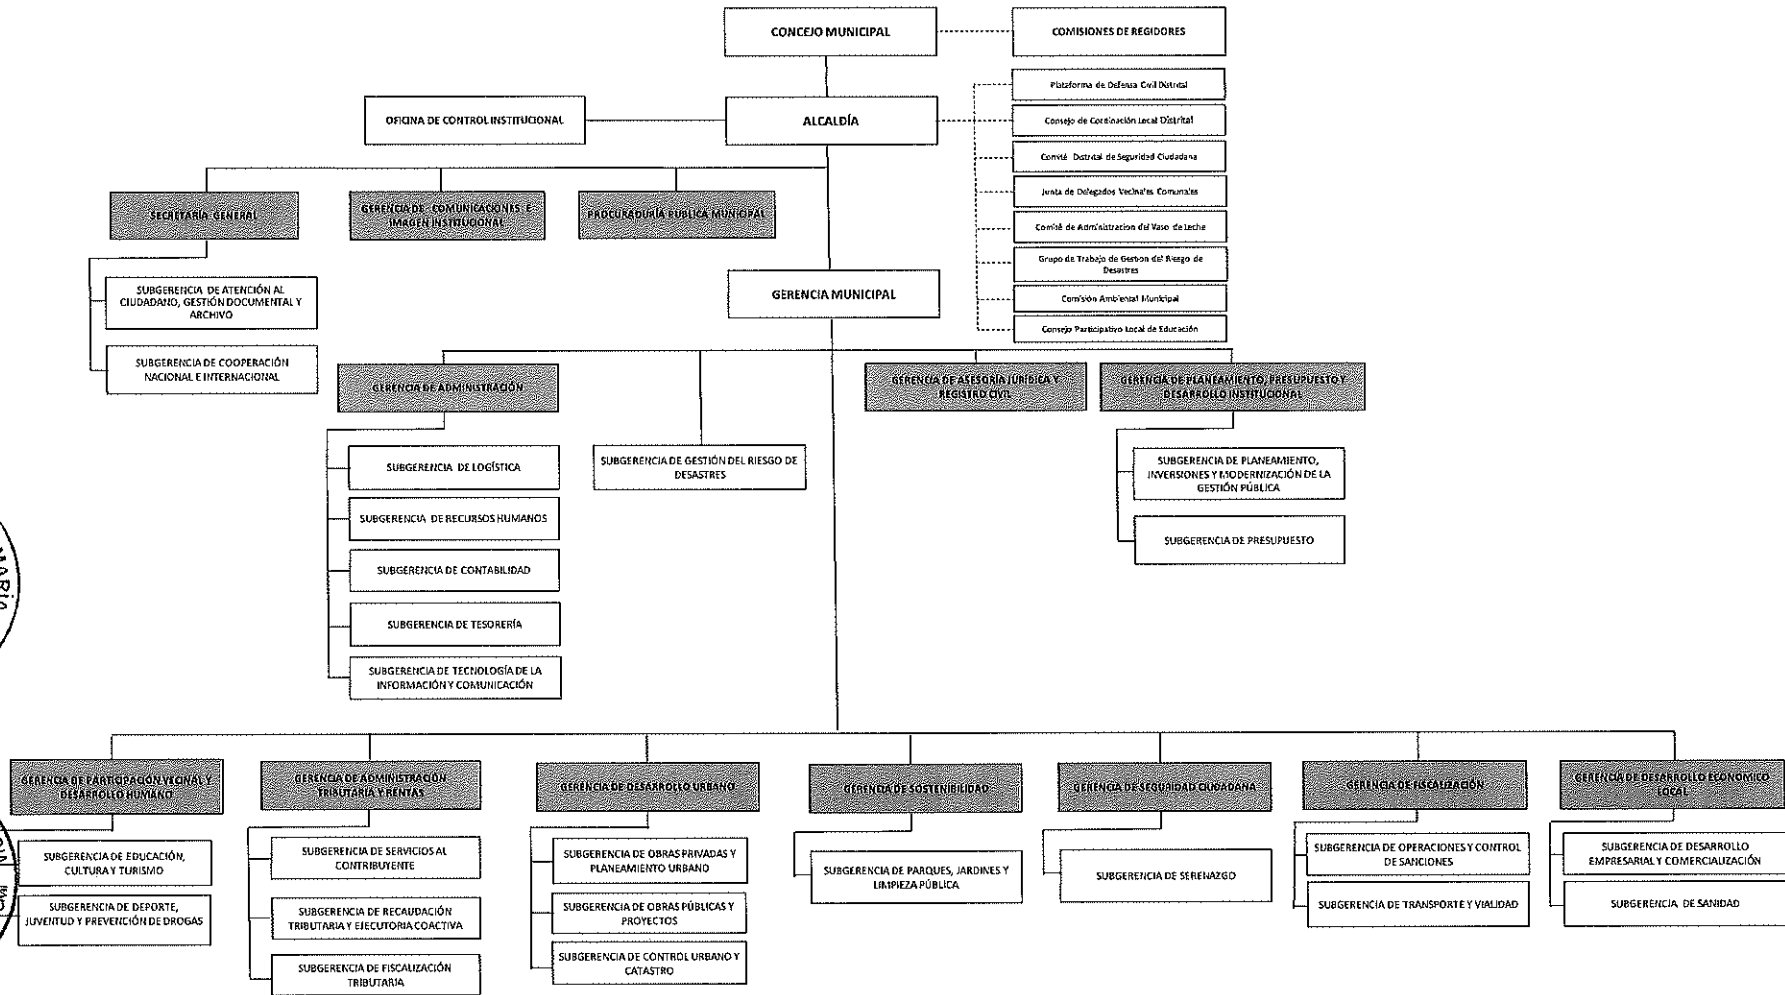 CONCEJO MUNICIPAL
COMISIONES DE REGIDORES
OFICINA DE CONTROL INSTITUCIONAL
ALCALDÍA
Plataforma de Defensa Civil Distrital
Consejo de Cordinación Local Distrital
Comité Distrital de Seguridad Ciudadana
Junta de Delegados Vecinales Comunales
Comité de Administracion del Vaso de Leche
Grupo de Trabajo de Gestion del Riesgo de
Desastres
Comisión Ambiental Municipal
Consejo Participativo Local de Educación
SECRETARÍA GENERAL
GERENCIA DE COMUNICACIONES E
IMAGEN INSTITUCIONAL
PROCURADURÍA PÚBLICA MUNICIPAL
SUBGERENCIA DE ATENCIÓN AL
CIUDADANO, GESTIÓN DOCUMENTAL Y
ARCHIVO
SUBGERENCIA DE COOPERACIÓN
NACIONAL E INTERNACIONAL
GERENCIA MUNICIPAL
GERENCIA DE ADMINISTRACIÓN
SUBGERENCIA DE LOGÍSTICA
SUBGERENCIA DE RECURSOS HUMANOS
SUBGERENCIA DE CONTABILIDAD
SUBGERENCIA DE TESORERÍA
SUBGERENCIA DE TECNOLOGÍA DE LA
INFORMACIÓN Y COMUNICACIÓN
SUBGERENCIA DE GESTIÓN DEL RIESGO DE
DESASTRES
GERENCIA DE ASESORÍA JURÍDICA Y
REGISTRO CIVIL
GERENCIA DE PLANEAMIENTO, PRESUPUESTO Y
DESARROLLO INSTITUCIONAL
SUBGERENCIA DE PLANEAMIENTO,
INVERSIONES Y MODERNIZACIÓN DE LA
GESTIÓN PÚBLICA
SUBGERENCIA DE PRESUPUESTO
MARÍA
GERENCIA DE PARTICIPACIÓN VECINAL Y
DESARROLLO HUMANO
SUBGERENCIA DE EDUCACIÓN,
CULTURA Y TURISMO
SUBGERENCIA DE DEPORTE,
JUVENTUD Y PREVENCIÓN DE DROGAS
GERENCIA DE ADMINISTRACIÓN
TRIBUTARIA Y RENTAS
SUBGERENCIA DE SERVICIOS AL
CONTRIBUYENTE
SUBGERENCIA DE RECAUDACIÓN
TRIBUTARIA Y EJECUTORIA COACTIVA
SUBGERENCIA DE FISCALIZACIÓN
TRIBUTARIA
GERENCIA DE DESARROLLO URBANO
SUBGERENCIA DE OBRAS PRIVADAS Y
PLANEAMIENTO URBANO
SUBGERENCIA DE OBRAS PÚBLICAS Y
PROYECTOS
SUBGERENCIA DE CONTROL URBANO Y
CATASTRO
GERENCIA DE SOSTENIBILIDAD
SUBGERENCIA DE PARQUES, JARDINES Y
LIMPIEZA PÚBLICA
GERENCIA DE SEGURIDAD CIUDADANA
SUBGERENCIA DE SERENAZGO
GERENCIA DE FISCALIZACIÓN
SUBGERENCIA DE OPERACIONES Y CONTROL
DE SANCIONES
SUBGERENCIA DE TRANSPORTE Y VIALIDAD
GERENCIA DE DESARROLLO ECONOMICO
LOCAL
SUBGERENCIA DE DESARROLLO
EMPRESARIAL Y COMERCIALIZACIÓN
SUBGERENCIA DE SANIDAD